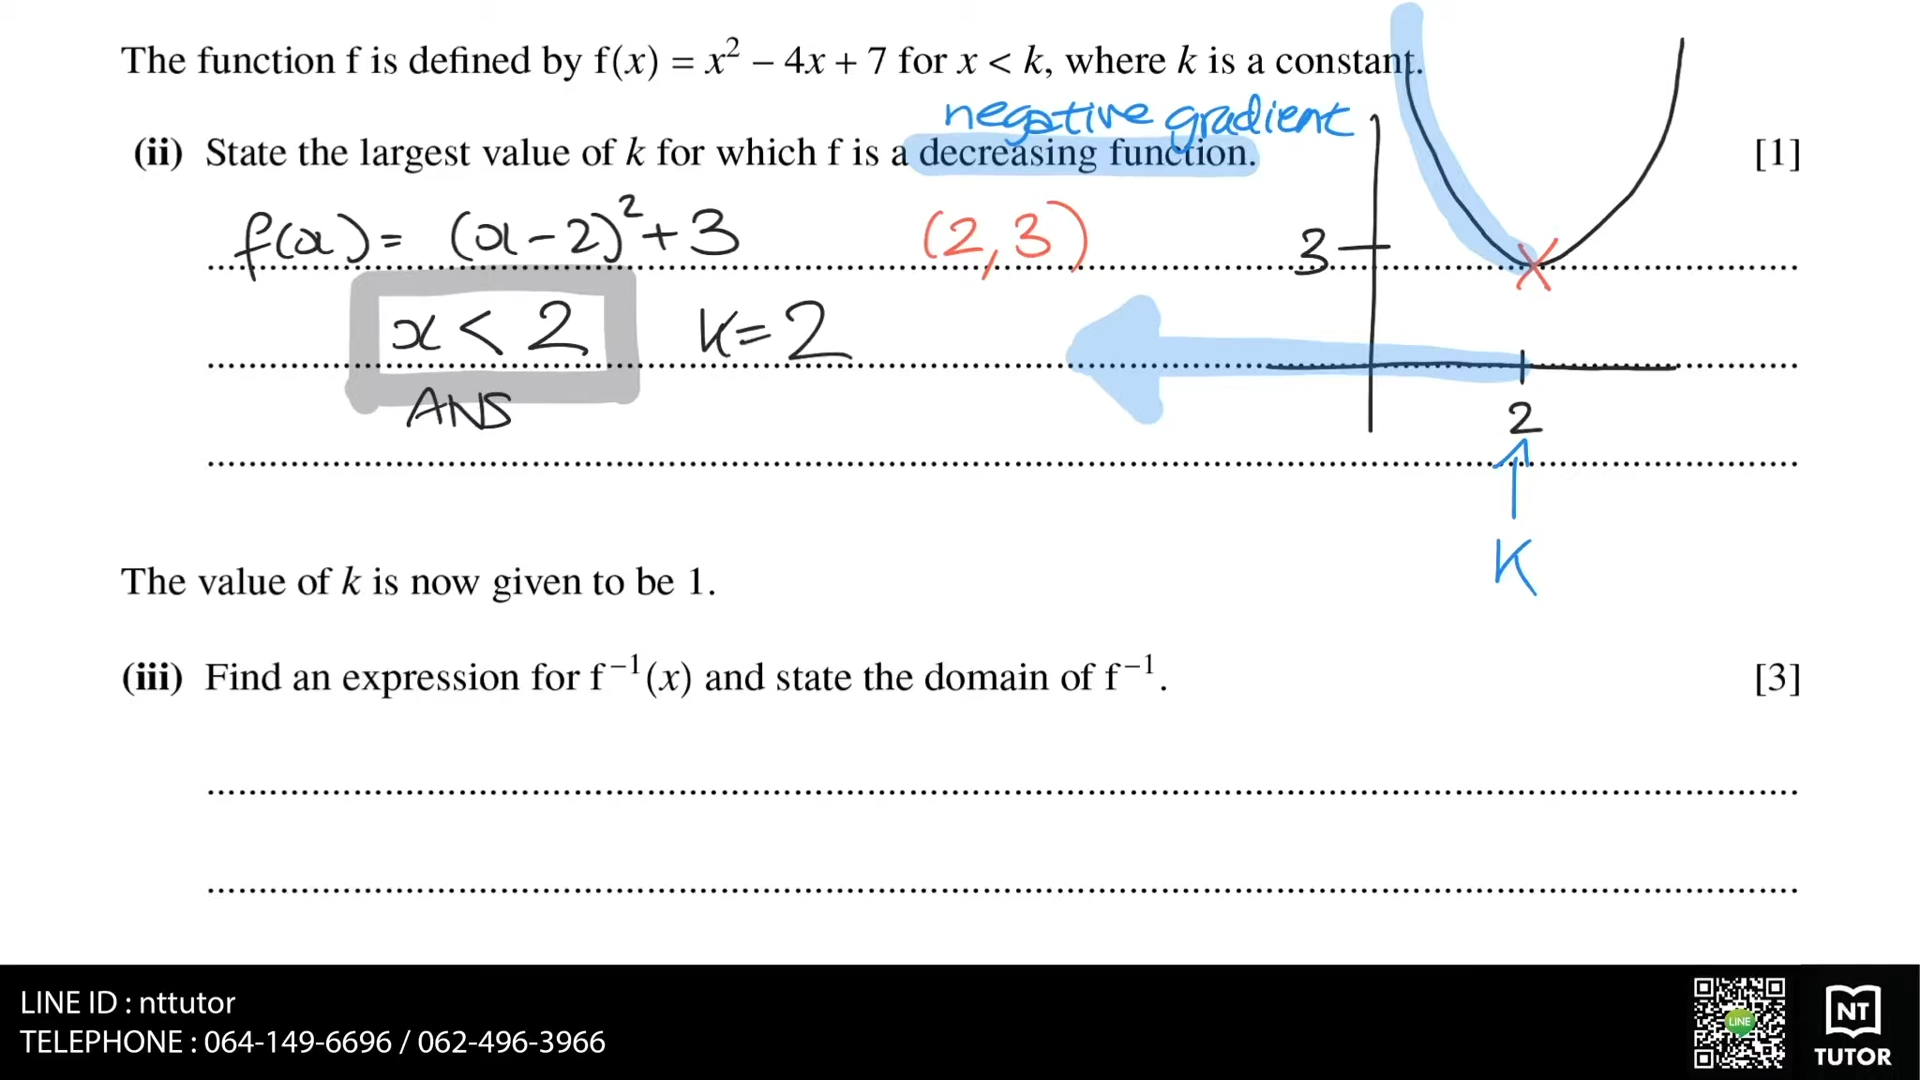 The function f is defined by f(x) = x² − 4x + 7 for x < k, where k is a constant.
negative gradient
(ii) State the largest value of k for which f is a decreasing function. [1]
f(x) = (x − 2)² + 3 (2, 3) 3
x < 2 k = 2
ANS
2
K
The value of k is now given to be 1.
(iii) Find an expression for f⁻¹(x) and state the domain of f⁻¹. [3]
LINE ID : nttutor
TELEPHONE : 064-149-6696 / 062-496-3966
LINE
NT
TUTOR